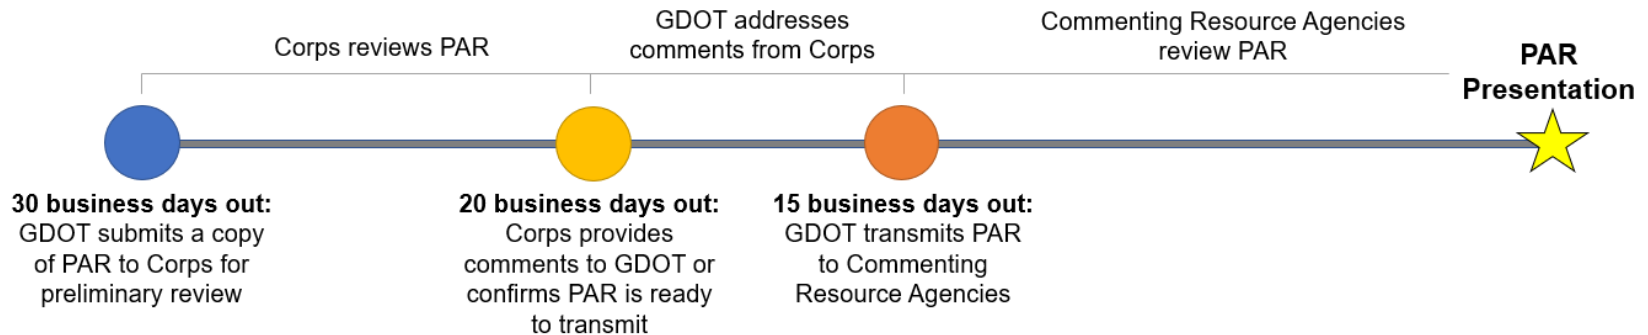 Corps reviews PAR
GDOT addresses
comments from Corps
Commenting Resource Agencies
review PAR
PAR
Presentation
30 business days out:
GDOT submits a copy
of PAR to Corps for
preliminary review
20 business days out:
Corps provides
comments to GDOT or
confirms PAR is ready
to transmit
15 business days out:
GDOT transmits PAR
to Commenting
Resource Agencies